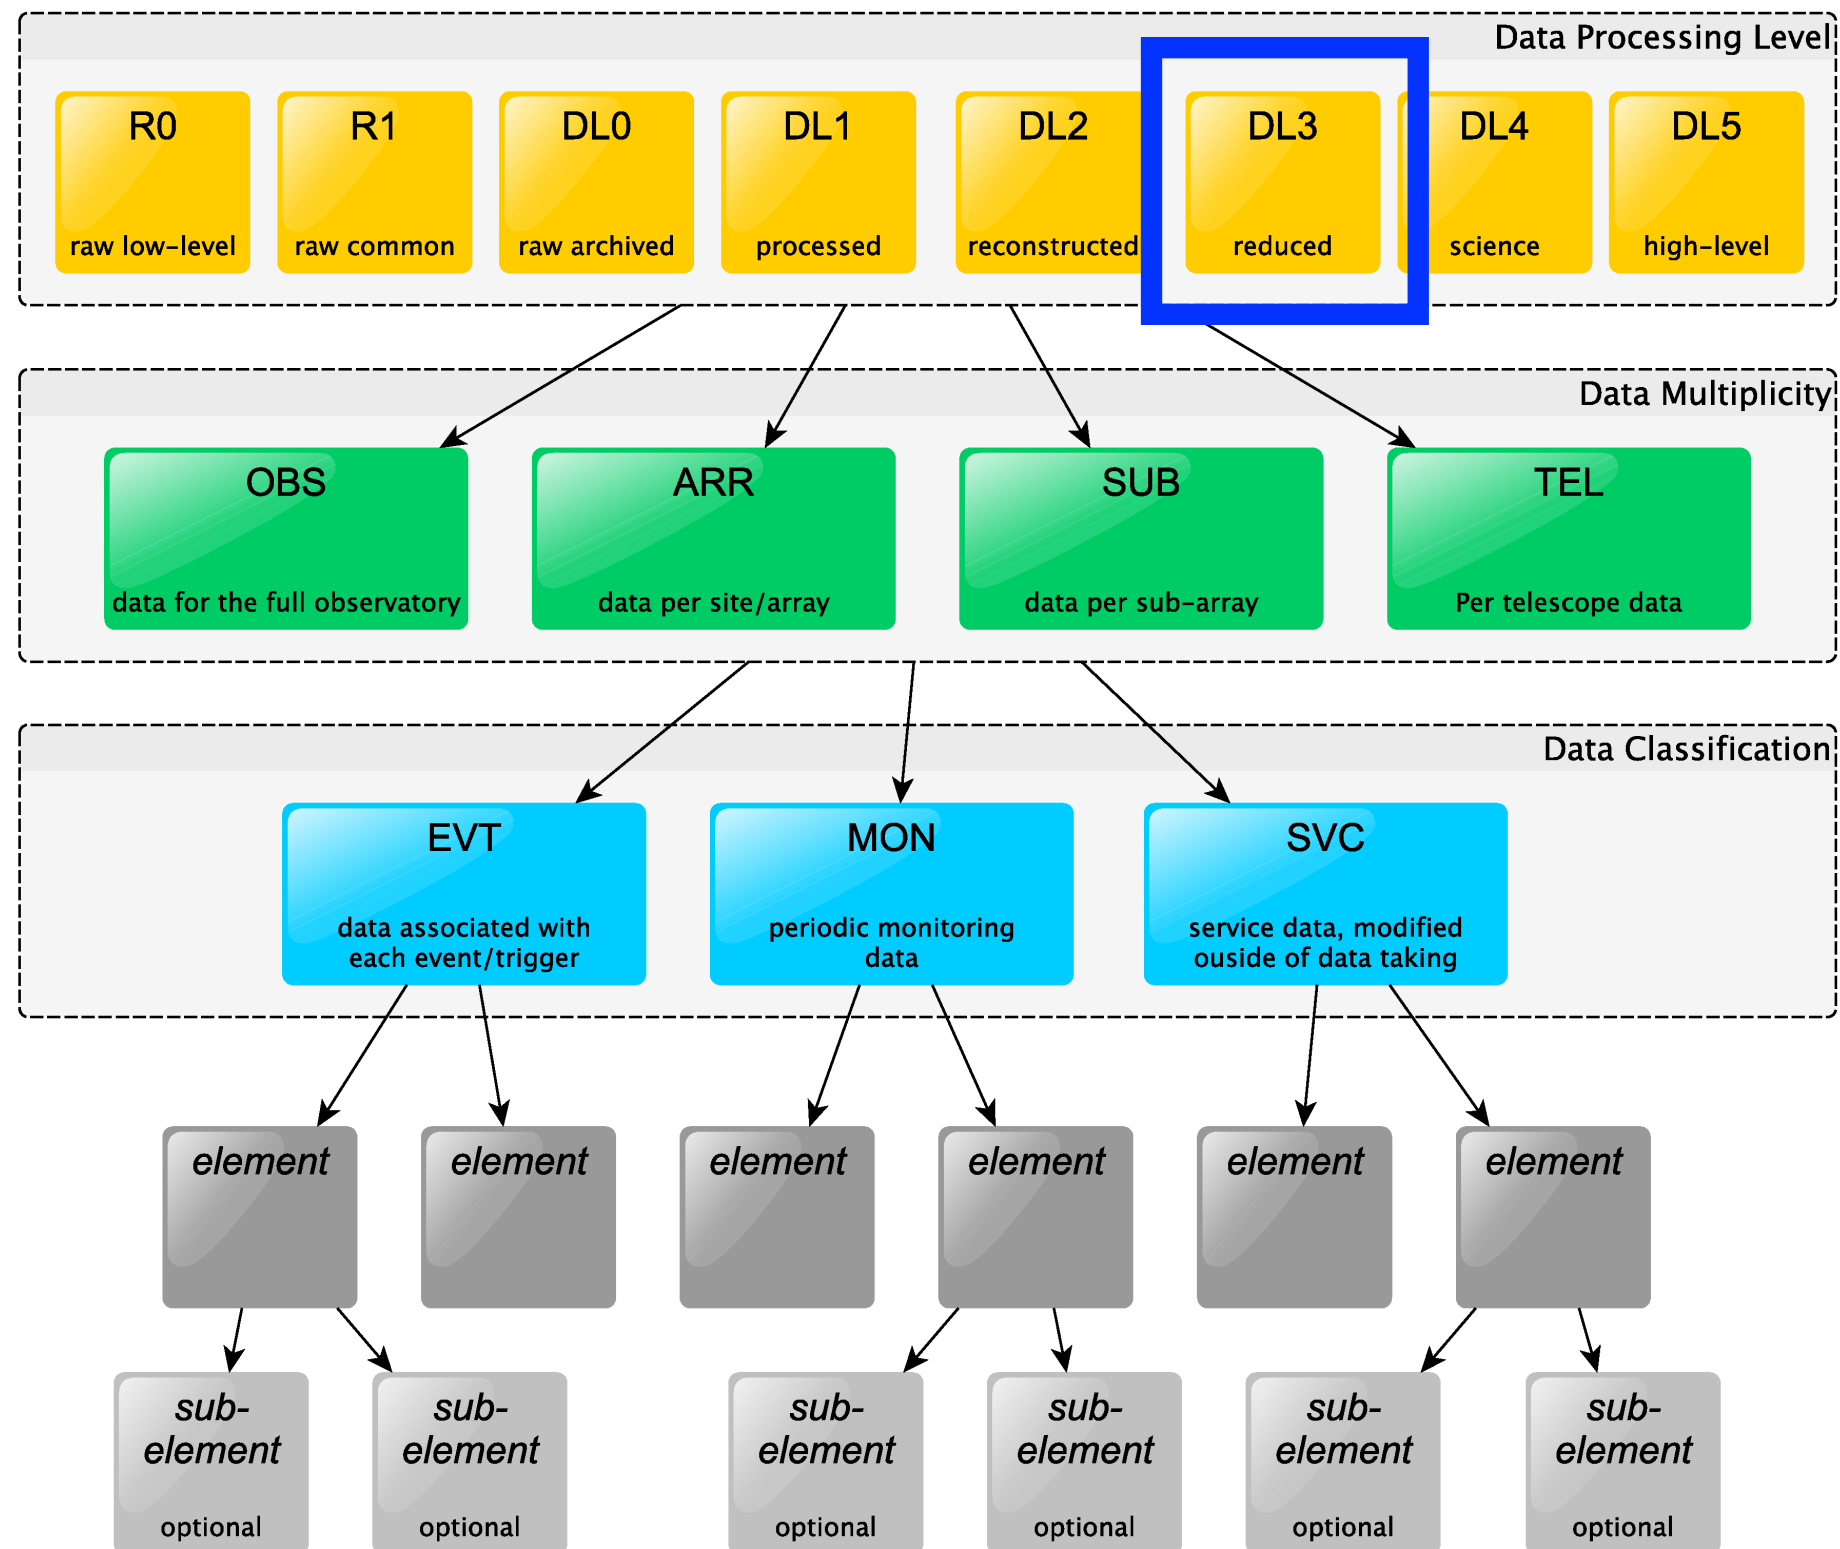 Data Processing Level
R0
raw low-level
R1
raw common
DL0
raw archived
DL1
processed
DL2
reconstructed
DL3
reduced
DL4
science
DL5
high-level
Data Multiplicity
OBS
data for the full observatory
ARR
data per site/array
SUB
data per sub-array
TEL
Per telescope data
Data Classification
EVT
data associated with
each event/trigger
MON
periodic monitoring
data
SVC
service data, modified
ouside of data taking
element
element
element
element
element
element
sub-
element
optional
sub-
element
optional
sub-
element
optional
sub-
element
optional
sub-
element
optional
sub-
element
optional